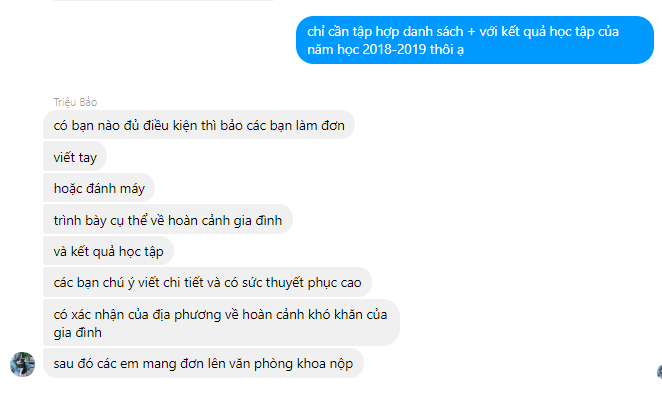 chỉ cần tập hợp danh sách + với kết quả học tập của
năm học 2018-2019 thôi ạ
Triệu Bảo
có bạn nào đủ điều kiện thì bảo các bạn làm đơn
viết tay
hoặc đánh máy
trình bày cụ thể về hoàn cảnh gia đình
và kết quả học tập
các bạn chú ý viết chi tiết và có sức thuyết phục cao
có xác nhận của địa phương về hoàn cảnh khó khăn của
gia đình
sau đó các em mang đơn lên văn phòng khoa nộp